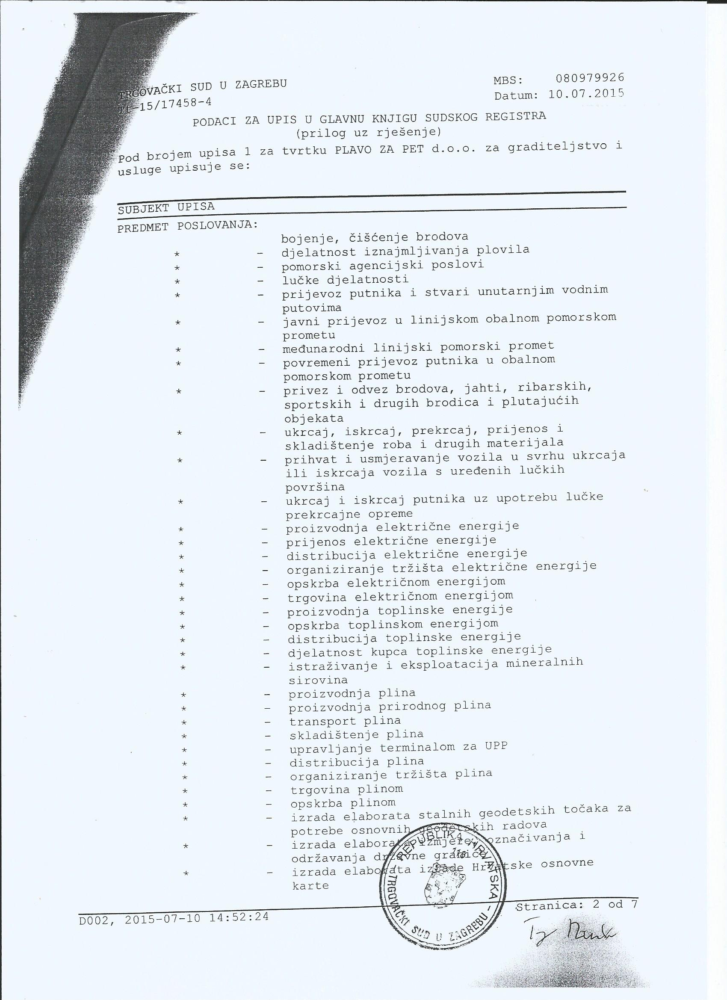 TRGOVAČKI SUD U ZAGREBU
Tt-15/17458-4
MBS: 080979926
Datum: 10.07.2015
PODACI ZA UPIS U GLAVNU KNJIGU SUDSKOG REGISTRA
(prilog uz rješenje)
Pod brojem upisa 1 za tvrtku PLAVO ZA PET d.o.o. za graditeljstvo i
usluge upisuje se:
SUBJEKT UPISA
PREDMET POSLOVANJA:
bojenje, čišćenje brodova
* - djelatnost iznajmljivanja plovila
* - pomorski agencijski poslovi
* - lučke djelatnosti
* - prijevoz putnika i stvari unutarnjim vodnim
putovima
* - javni prijevoz u linijskom obalnom pomorskom
prometu
* - međunarodni linijski pomorski promet
* - povremeni prijevoz putnika u obalnom
pomorskom prometu
* - privez i odvez brodova, jahti, ribarskih,
sportskih i drugih brodica i plutajućih
objekata
* - ukrcaj, iskrcaj, prekrcaj, prijenos i
skladištenje roba i drugih materijala
* - prihvat i usmjeravanje vozila u svrhu ukrcaja
ili iskrcaja vozila s uređenih lučkih
površina
* - ukrcaj i iskrcaj putnika uz upotrebu lučke
prekrcajne opreme
* - proizvodnja električne energije
* - prijenos električne energije
* - distribucija električne energije
* - organiziranje tržišta električne energije
* - opskrba električnom energijom
* - trgovina električnom energijom
* - proizvodnja toplinske energije
* - opskrba toplinskom energijom
* - distribucija toplinske energije
* - djelatnost kupca toplinske energije
* - istraživanje i eksploatacija mineralnih
sirovina
* - proizvodnja plina
* - proizvodnja prirodnog plina
* - transport plina
* - skladištenje plina
* - upravljanje terminalom za UPP
* - distribucija plina
* - organiziranje tržišta plina
* - trgovina plinom
* - opskrba plinom
* - izrada elaborata stalnih geodetskih točaka za
potrebe osnovnih geodetskih radova
* - izrada elaborata izmjere, označivanja i
održavanja državne granice
* - izrada elaborata izrade Hrvatske osnovne
karte
REPUBLIKA HRVATSKA -
TRGOVAČKI SUD U ZAGREBU -
D002, 2015-07-10 14:52:24
Stranica: 2 od 7